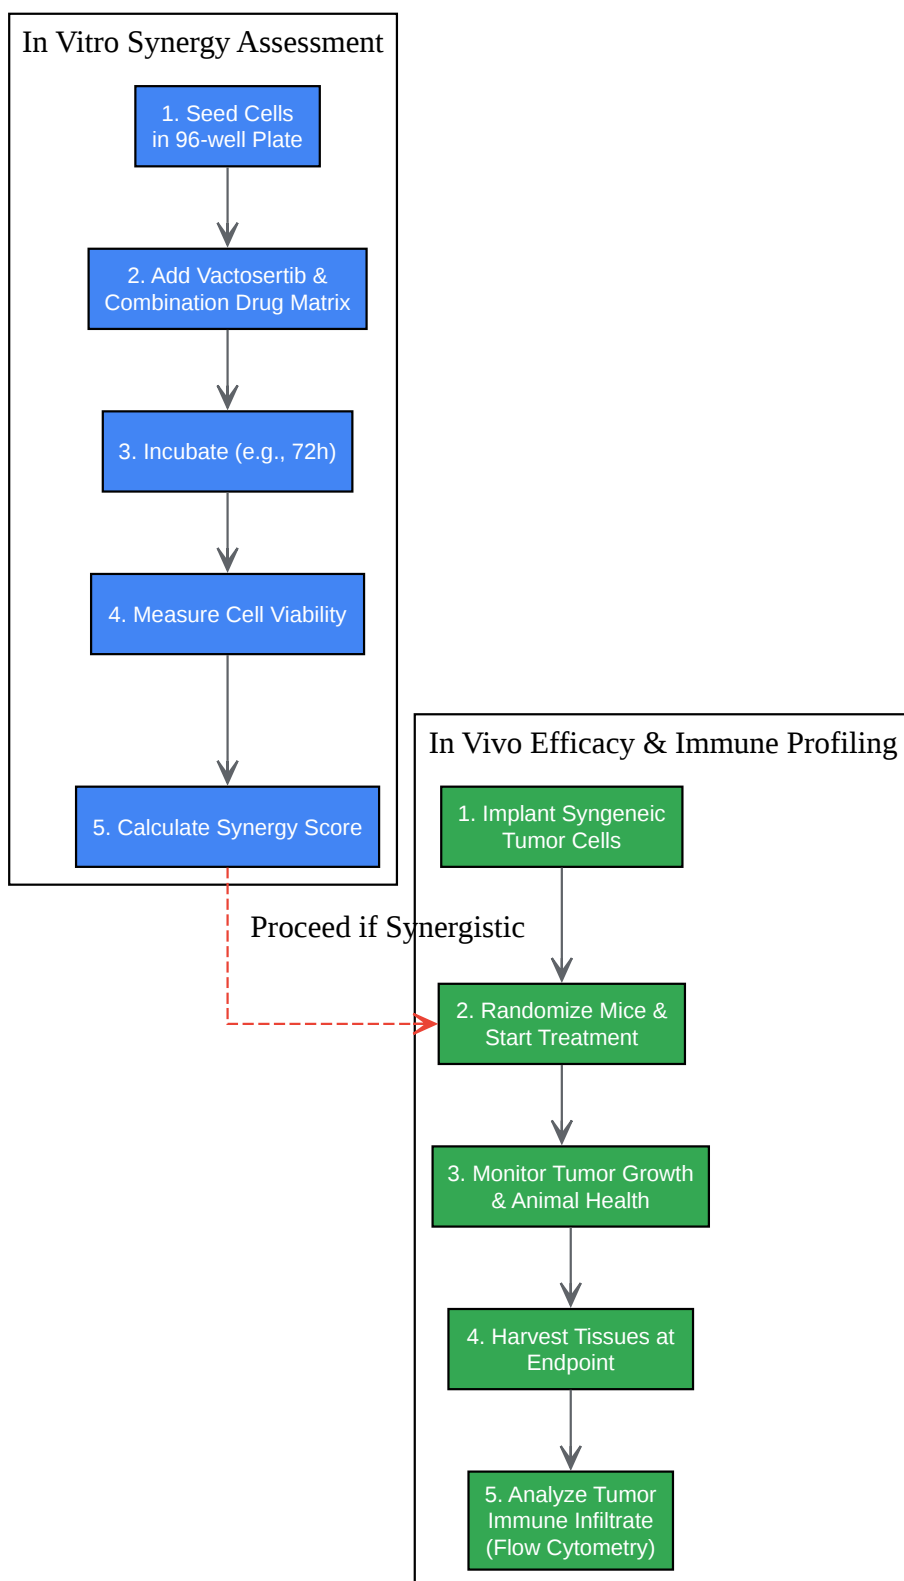 In Vitro Synergy Assessment
1. Seed Cells
in 96-well Plate
2. Add Vactosertib &
Combination Drug Matrix
3. Incubate (e.g., 72h)
4. Measure Cell Viability
5. Calculate Synergy Score
Proceed if Synergistic
In Vivo Efficacy & Immune Profiling
1. Implant Syngeneic
Tumor Cells
2. Randomize Mice &
Start Treatment
3. Monitor Tumor Growth
& Animal Health
4. Harvest Tissues at
Endpoint
5. Analyze Tumor
Immune Infiltrate
(Flow Cytometry)